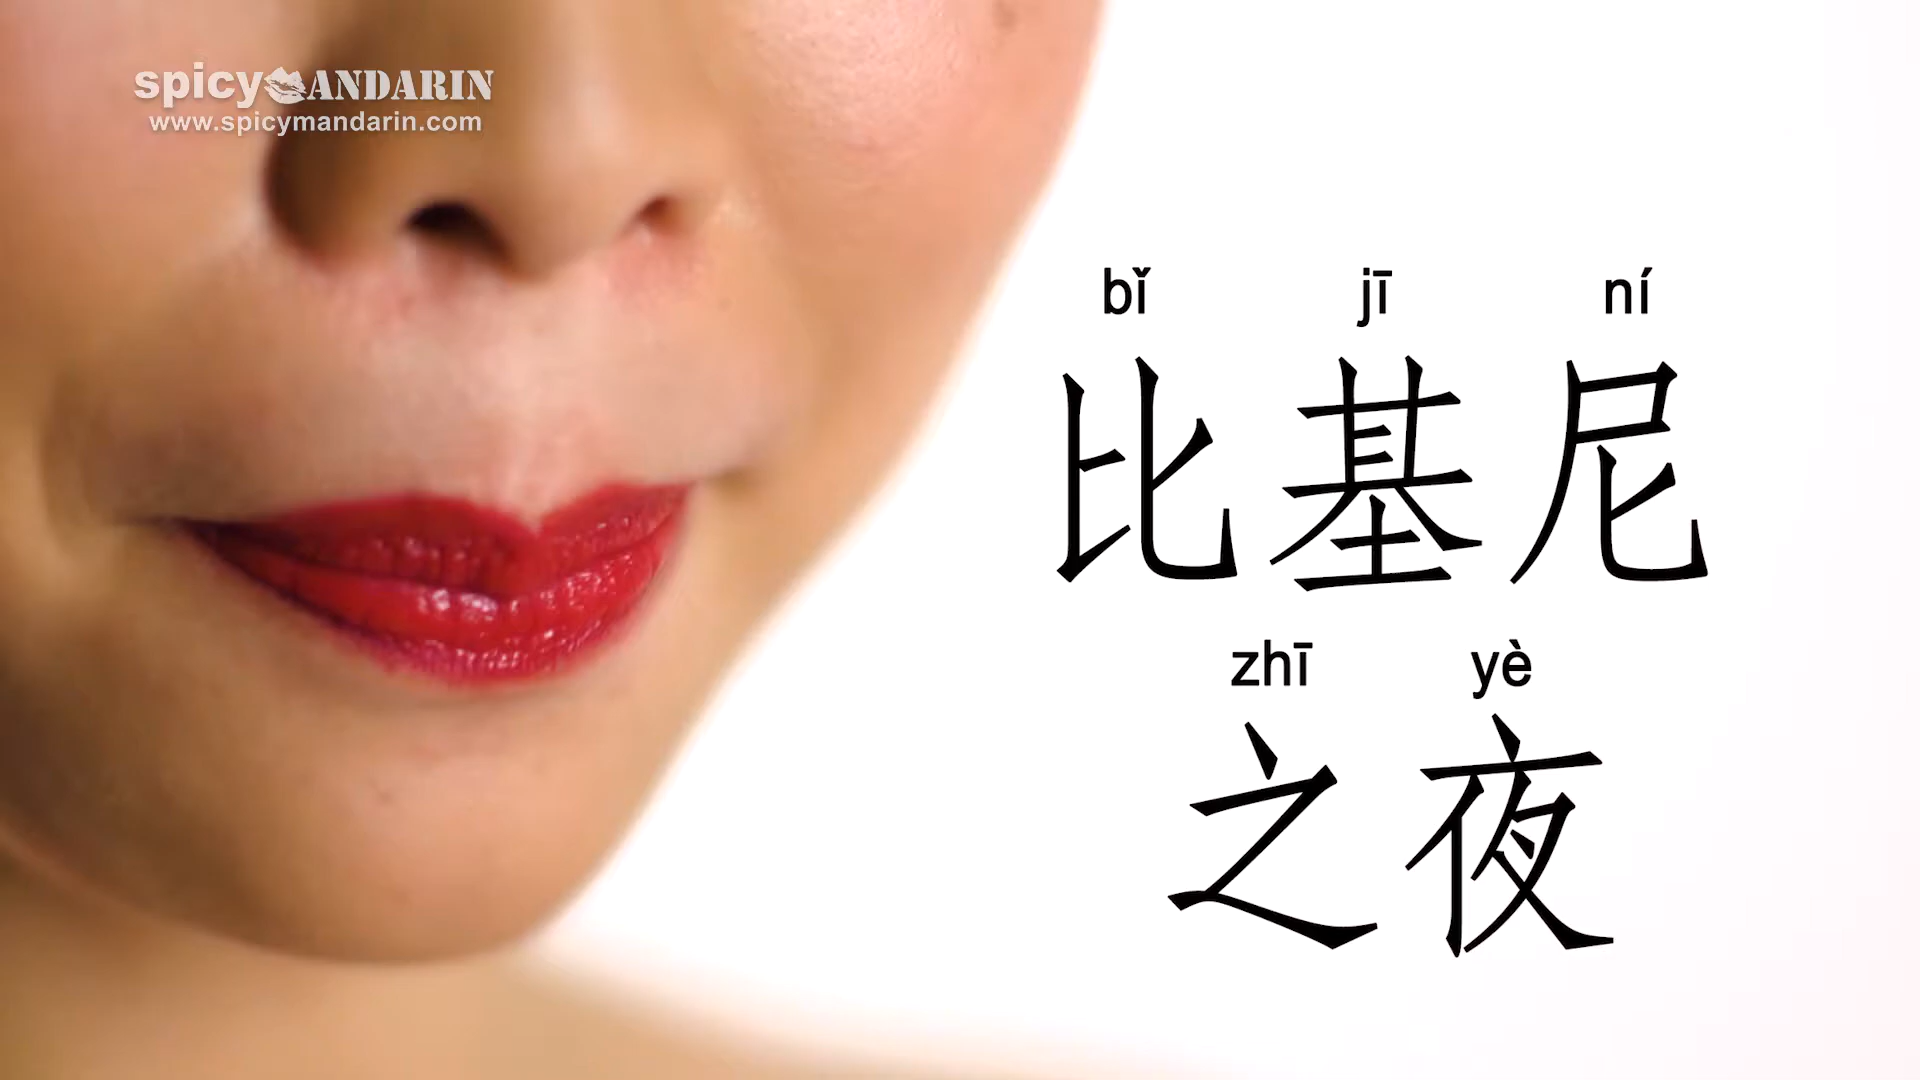 spicyMANDARIN
www.spicymandarin.com
bǐ jī ní
比基尼
zhī yè
之夜